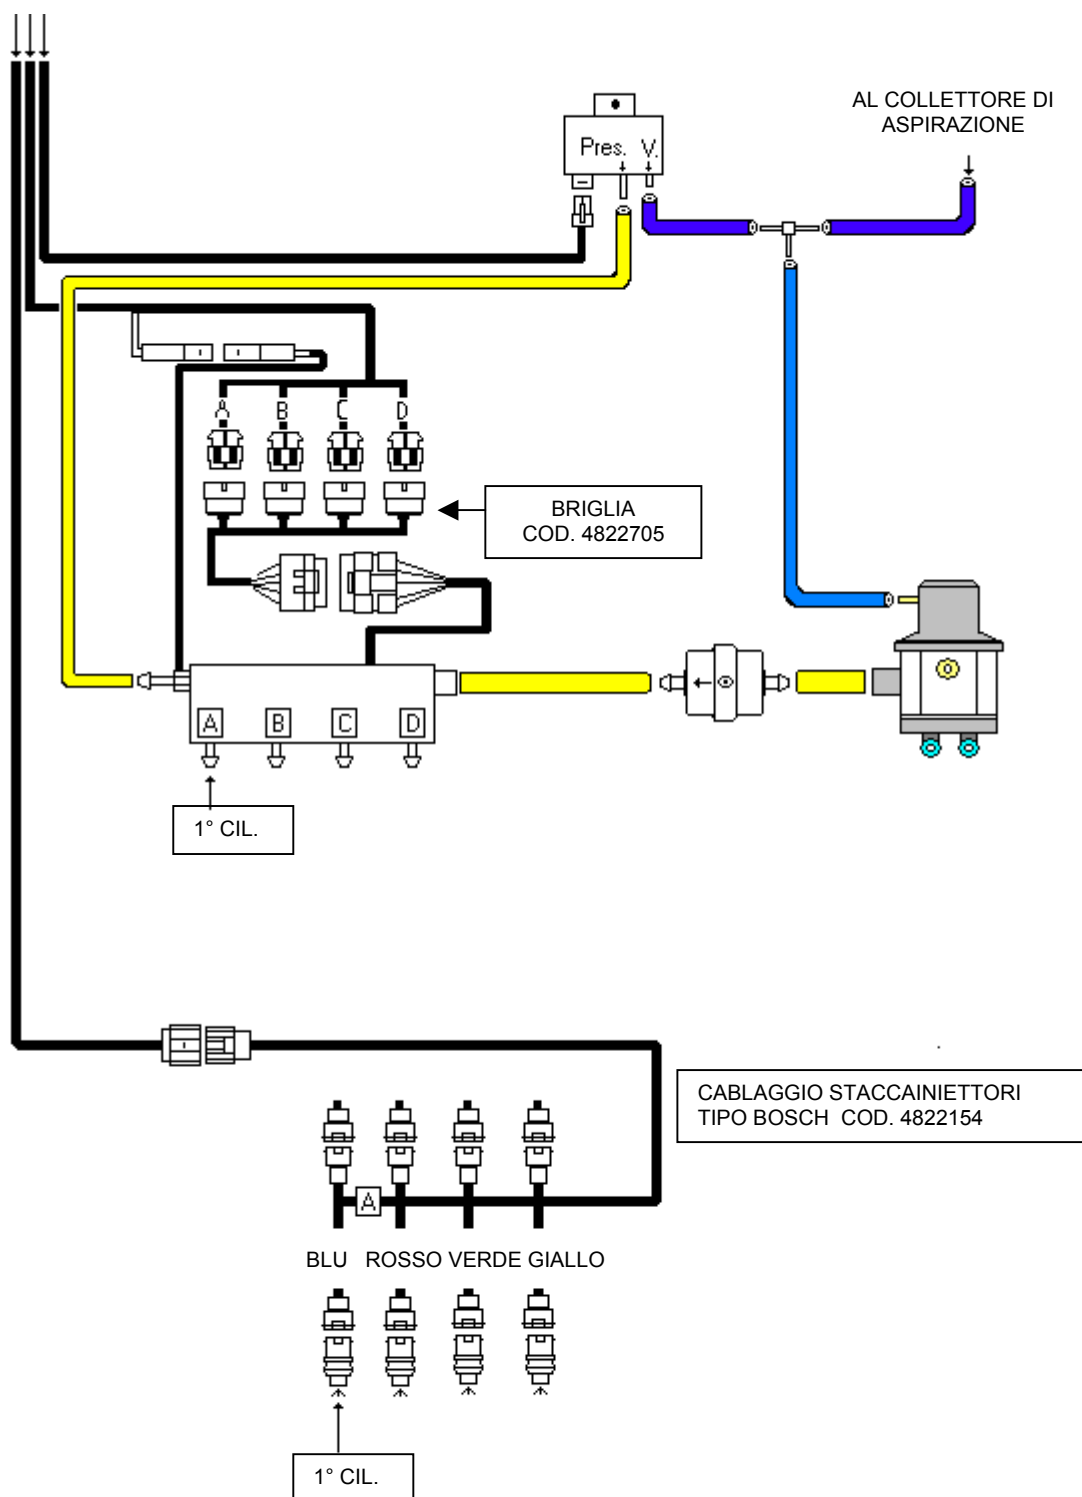 AL COLLETTORE DI
ASPIRAZIONE
Pres. V.
A B C D
BRIGLIA
COD. 4822705
A B C D
1° CIL.
CABLAGGIO STACCAINIETTORI
TIPO BOSCH COD. 4822154
A
BLU ROSSO VERDE GIALLO
1° CIL.